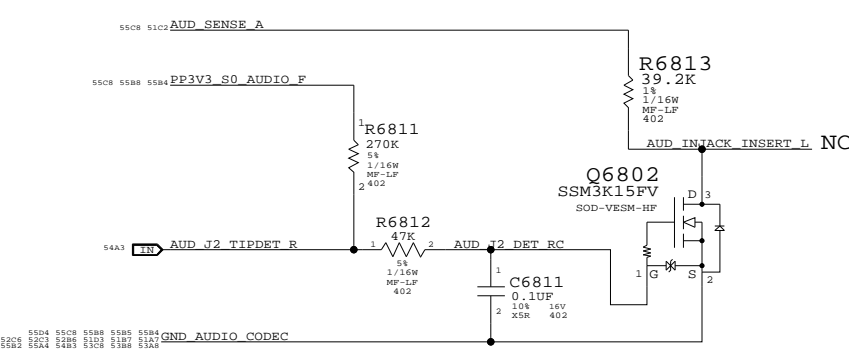 55C8 51C2 AUD_SENSE_A
R6813
39.2K
1%
1/16W
MF-LF
402
55C8 55B8 55B4 PP3V3_S0_AUDIO_F
1
R6811
270K
5%
1/16W
MF-LF
2 402
AUD_INJACK_INSERT_L NO
Q6802
SSM3K15FV
SOD-VESM-HF
D 3
1 G S 2
R6812
47K
54A3 IN AUD_J2_TIPDET_R
1 2
AUD_J2_DET_RC
5%
1/16W
MF-LF
402
1
C6811
0.1UF
10% 16V
2 X5R 402
55D4 55C8 55B8 55B5 55B4
52C6 52C3 52B6 51D3 51B7 51A7 GND_AUDIO_CODEC
55B2 55A4 54B3 53C8 53B8 53A8